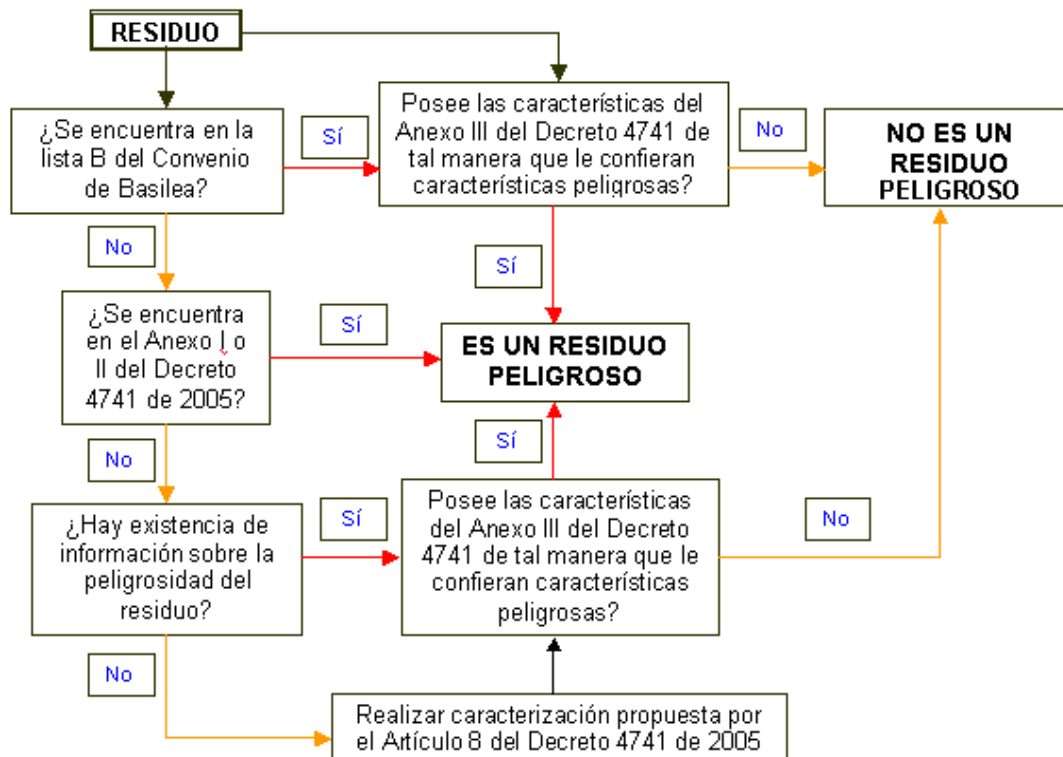 RESIDUO
¿Se encuentra en la
lista B del Convenio
de Basilea?
Sí
Posee las características del
Anexo III del Decreto 4741 de
tal manera que le confieran
características peligrosas?
No
NO ES UN
RESIDUO
PELIGROSO
No
Sí
¿Se encuentra
en el Anexo I o
II del Decreto
4741 de 2005?
Sí
ES UN RESIDUO
PELIGROSO
No
Sí
¿Hay existencia de
información sobre la
peligrosidad del
residuo?
Sí
Posee las características
del Anexo III del Decreto
4741 de tal manera que le
confieran características
peligrosas?
No
No
Realizar caracterización propuesta por
el Artículo 8 del Decreto 4741 de 2005